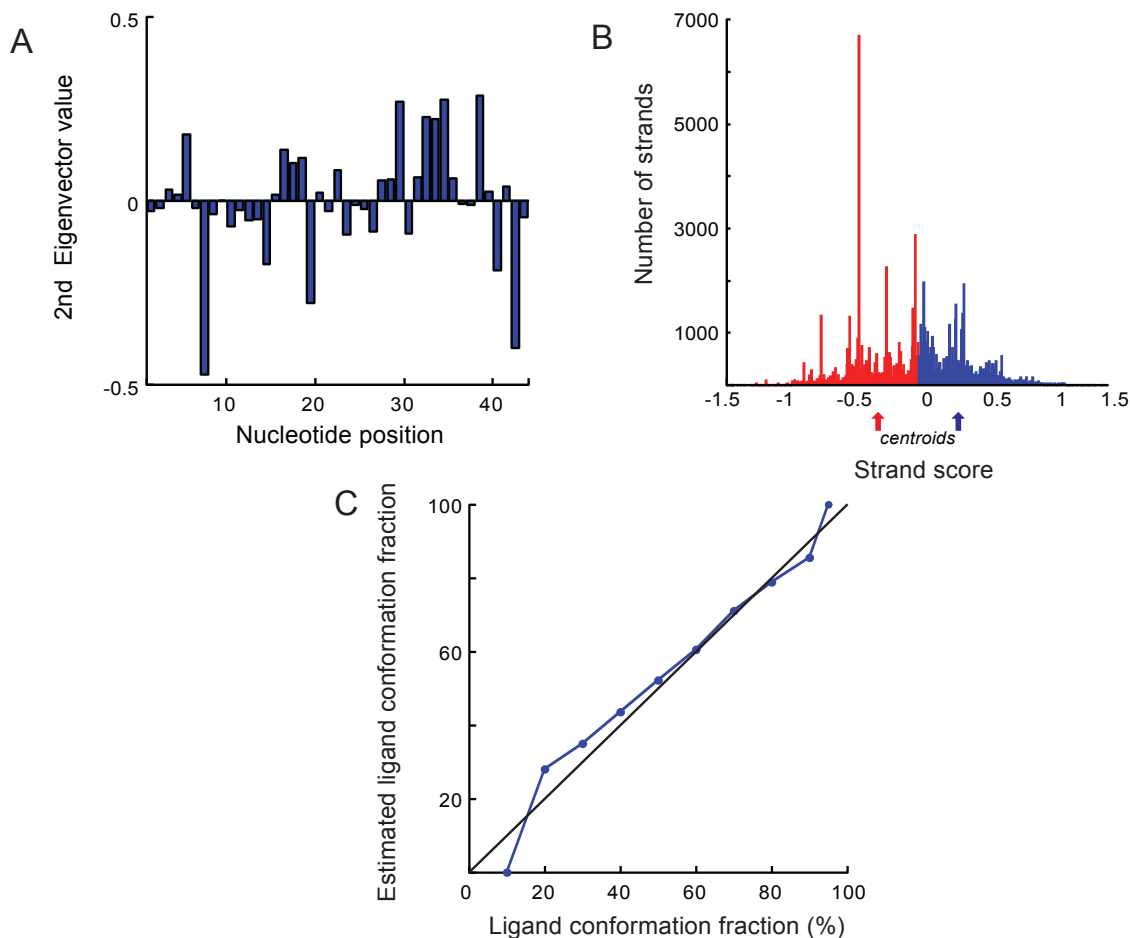 A
2nd Eigenvector value
0.5
0
-0.5
10 20 30 40
Nucleotide position
B
Number of strands
7000
5000
3000
1000
-1.5 -1 -0.5 0 0.5 1 1.5
centroids
Strand score
C
Estimated ligand conformation fraction
100
60
20
0 20 40 60 80 100
Ligand conformation fraction (%)